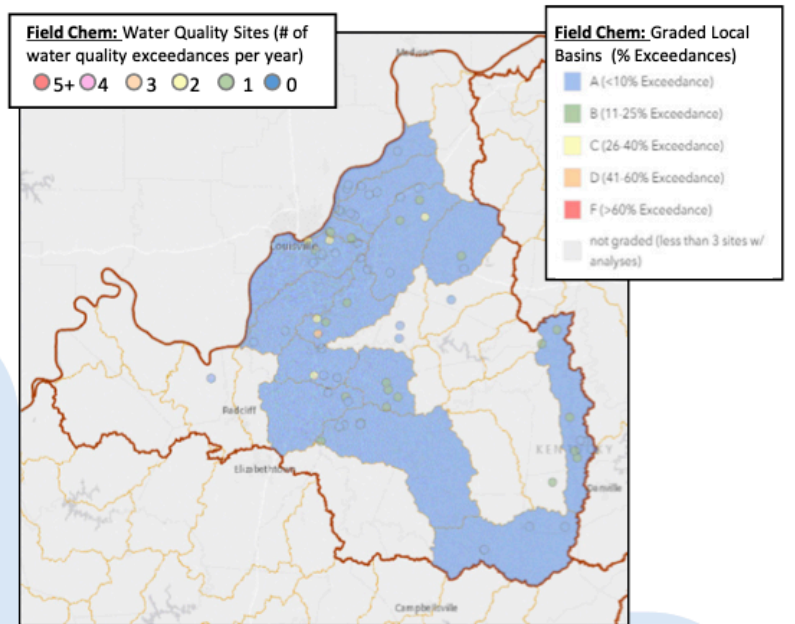 Field Chem: Water Quality Sites (# of
water quality exceedances per year)
5+ 4 3 2 1 0
Field Chem: Graded Local
Basins (% Exceedances)
A (<10% Exceedance)
B (11-25% Exceedance)
C (26-40% Exceedance)
D (41-60% Exceedance)
F (>60% Exceedance)
not graded (less than 3 sites w/
analyses)
Madison
Louisville
Radcliff
KENTUCKY
Elizabethtown
Danville
Campbellsville